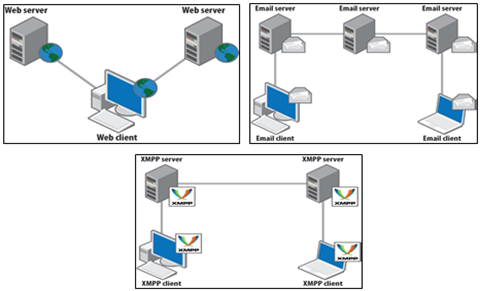 Web server
Web server
Web client
Email server
Email server
Email server
Email client
Email client
XMPP server
XMPP server
XMPP
XMPP
XMPP
XMPP
XMPP client
XMPP client